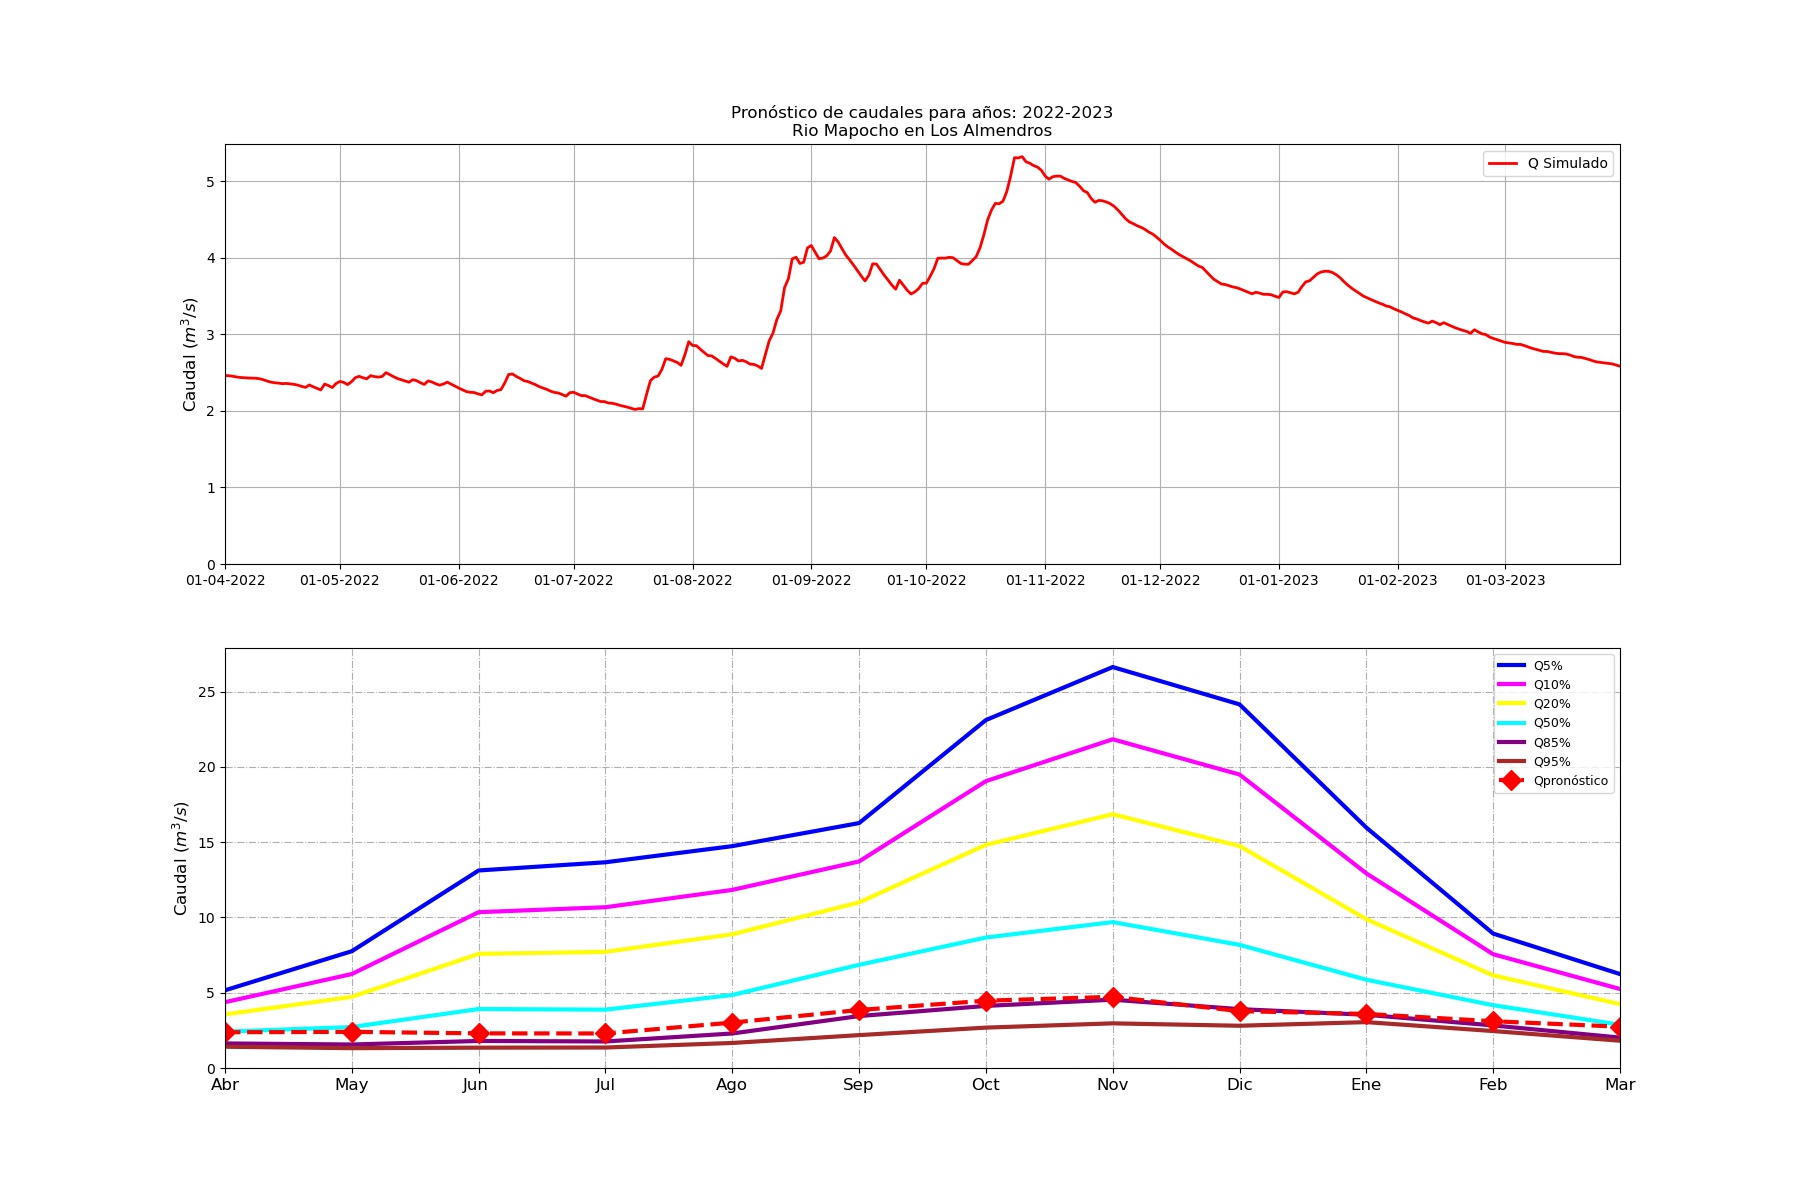 Pronóstico de caudales para años: 2022-2023
Rio Mapocho en Los Almendros
Q Simulado
Caudal (m³/s)
5
4
3
2
1
0
01-04-2022 01-05-2022 01-06-2022 01-07-2022 01-08-2022 01-09-2022 01-10-2022 01-11-2022 01-12-2022 01-01-2023 01-02-2023 01-03-2023
Caudal (m³/s)
25
20
15
10
5
0
Q5%
Q10%
Q20%
Q50%
Q85%
Q95%
Qpronóstico
Abr May Jun Jul Ago Sep Oct Nov Dic Ene Feb Mar